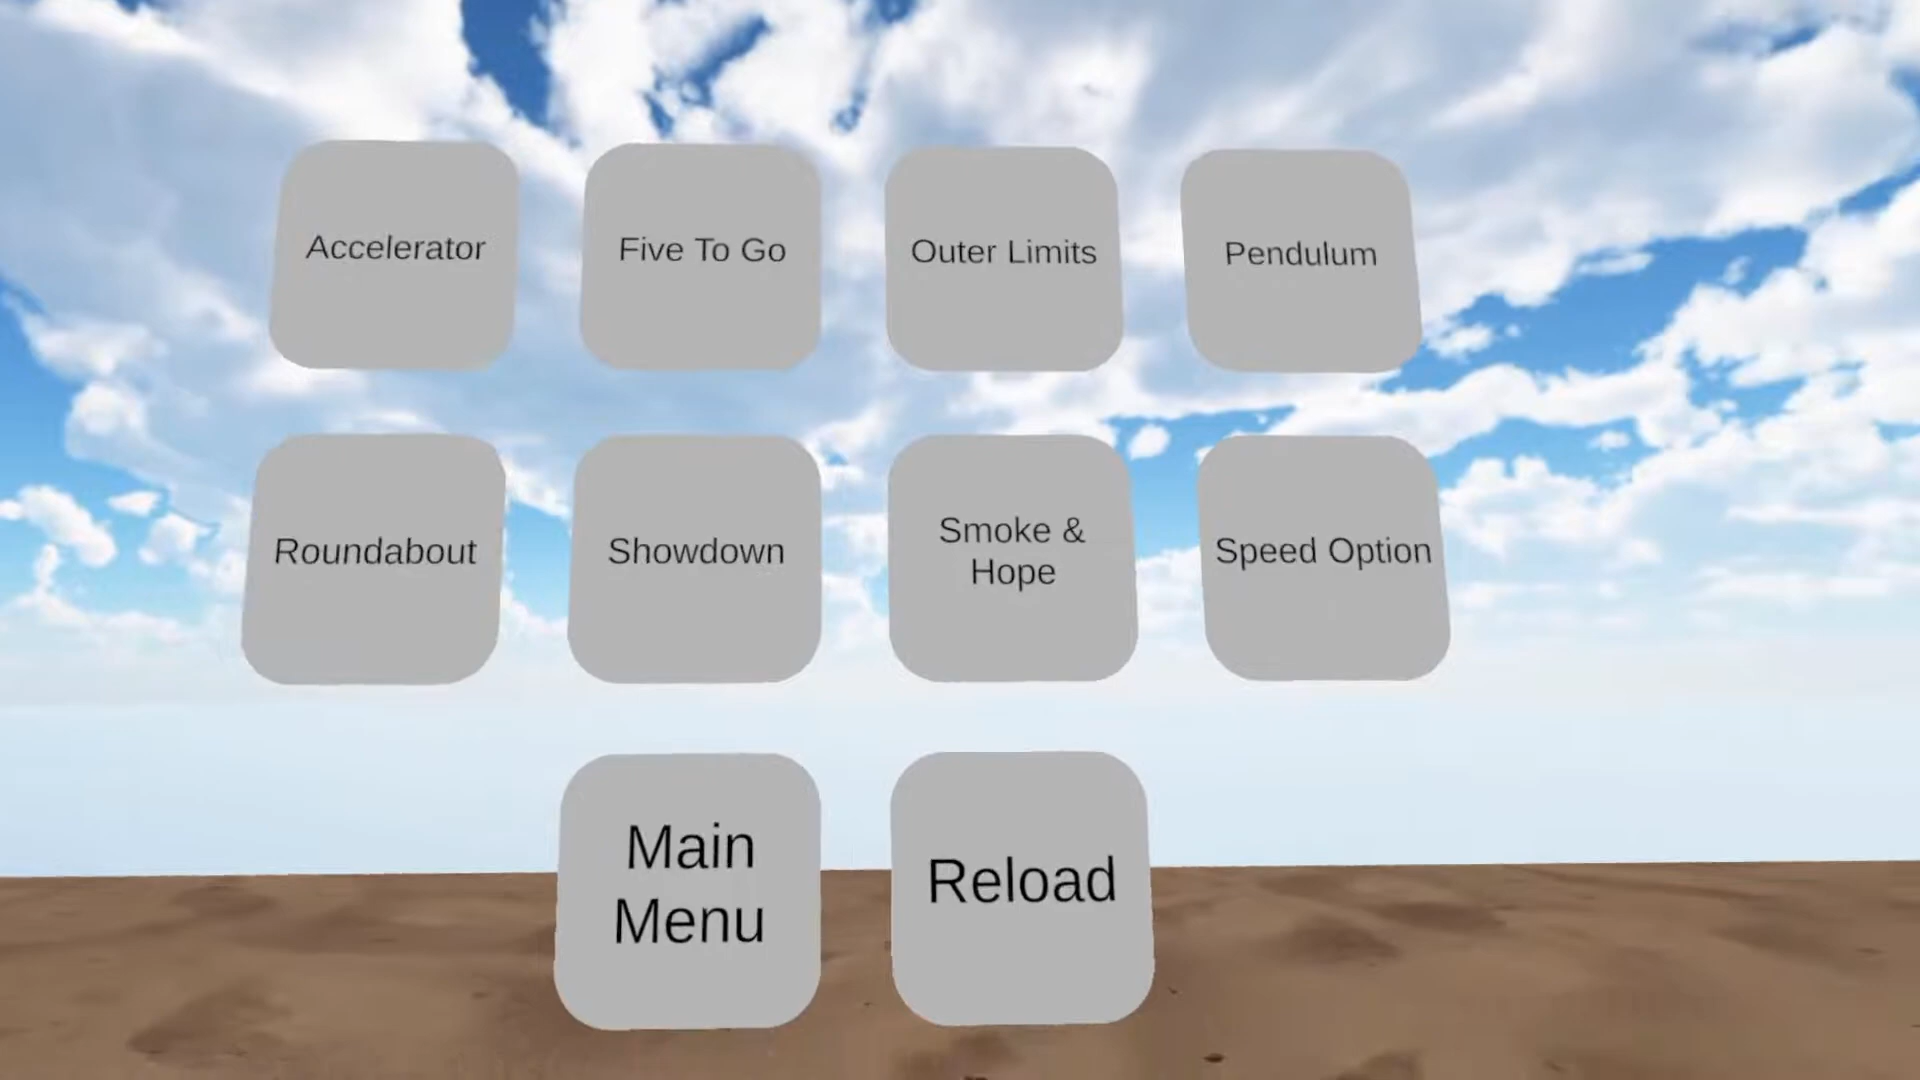 Accelerator
Five To Go
Outer Limits
Pendulum
Roundabout
Showdown
Smoke &
Hope
Speed Option
Main
Menu
Reload